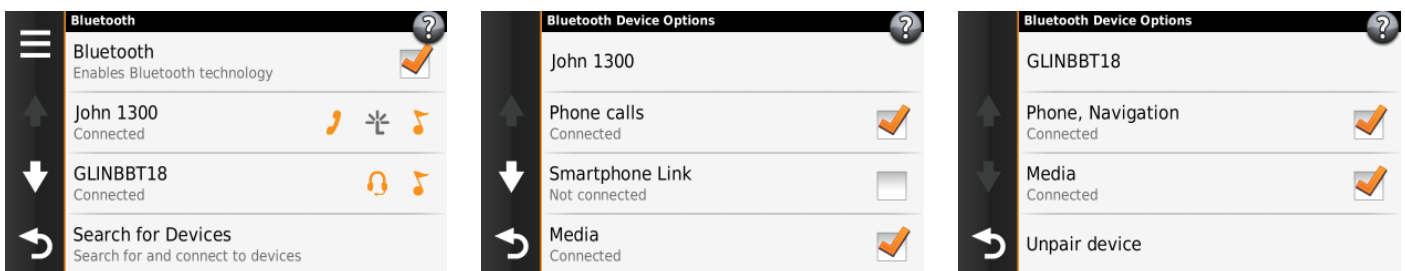 Bluetooth
?
Bluetooth
Enables Bluetooth technology
John 1300
Connected
GLINBBT18
Connected
Search for Devices
Search for and connect to devices
Bluetooth Device Options
?
John 1300
Phone calls
Connected
Smartphone Link
Not connected
Media
Connected
Bluetooth Device Options
?
GLINBBT18
Phone, Navigation
Connected
Media
Connected
Unpair device